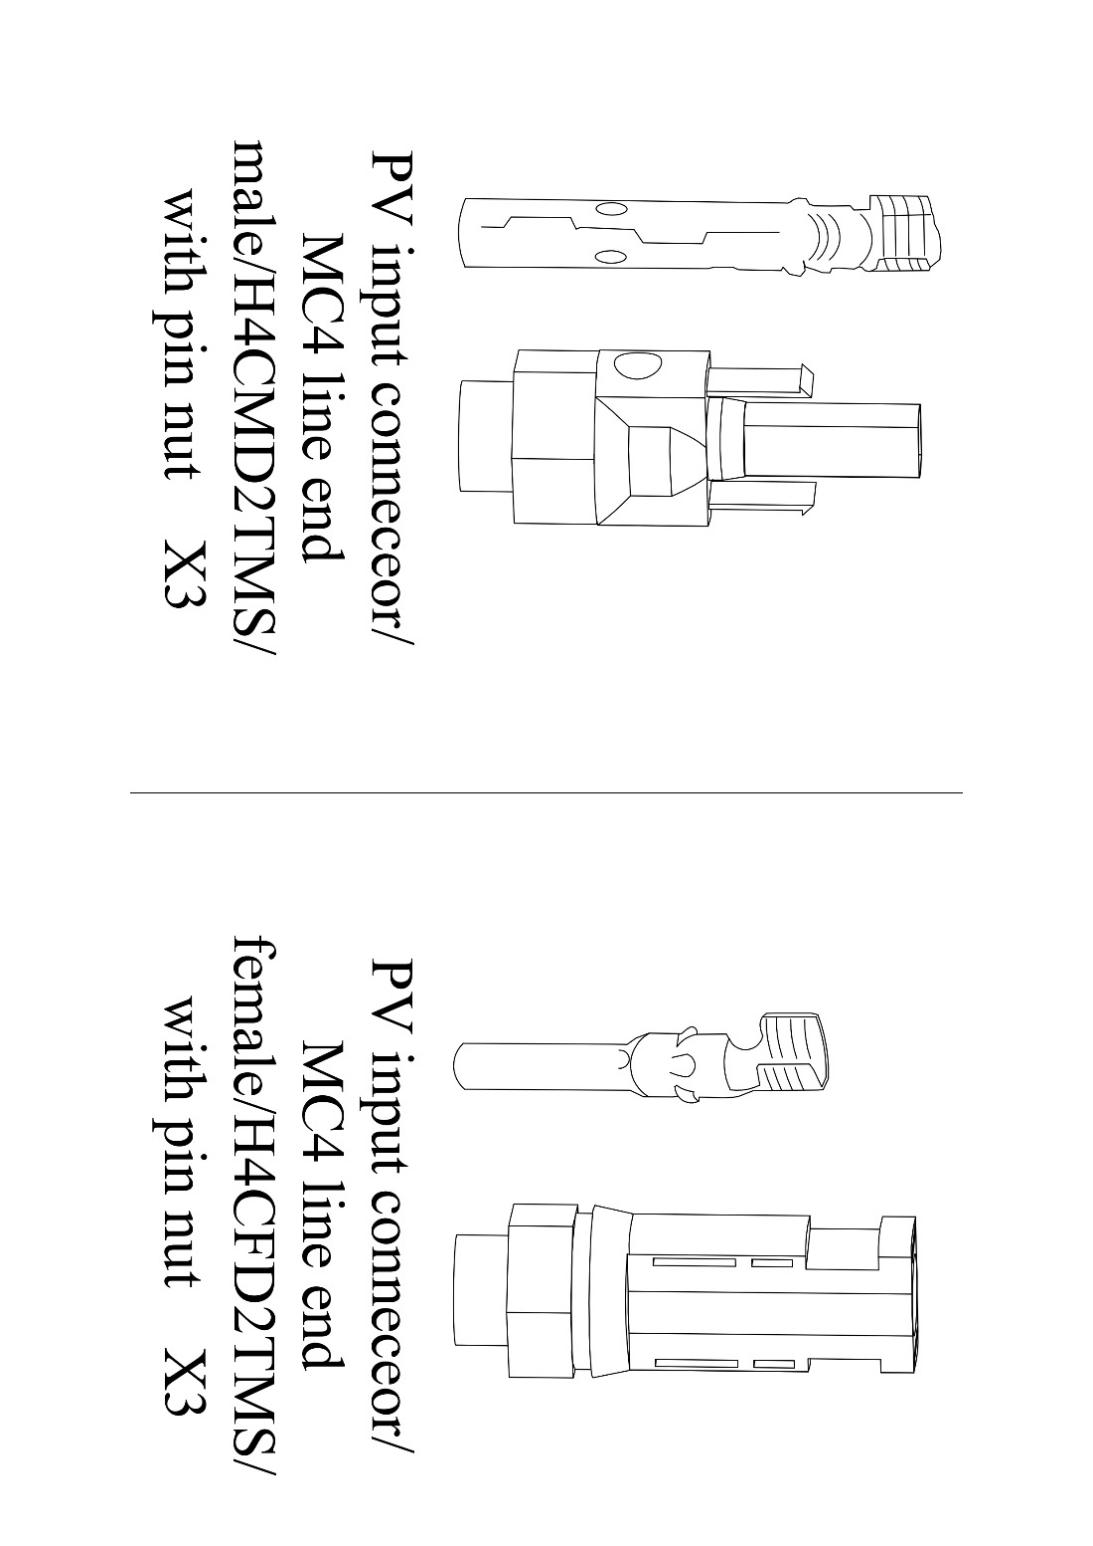 PV input conneceor/
MC4 line end
male/H4CMD2TMS/
with pin nut X3
PV input conneceor/
MC4 line end
female/H4CFD2TMS/
with pin nut X3